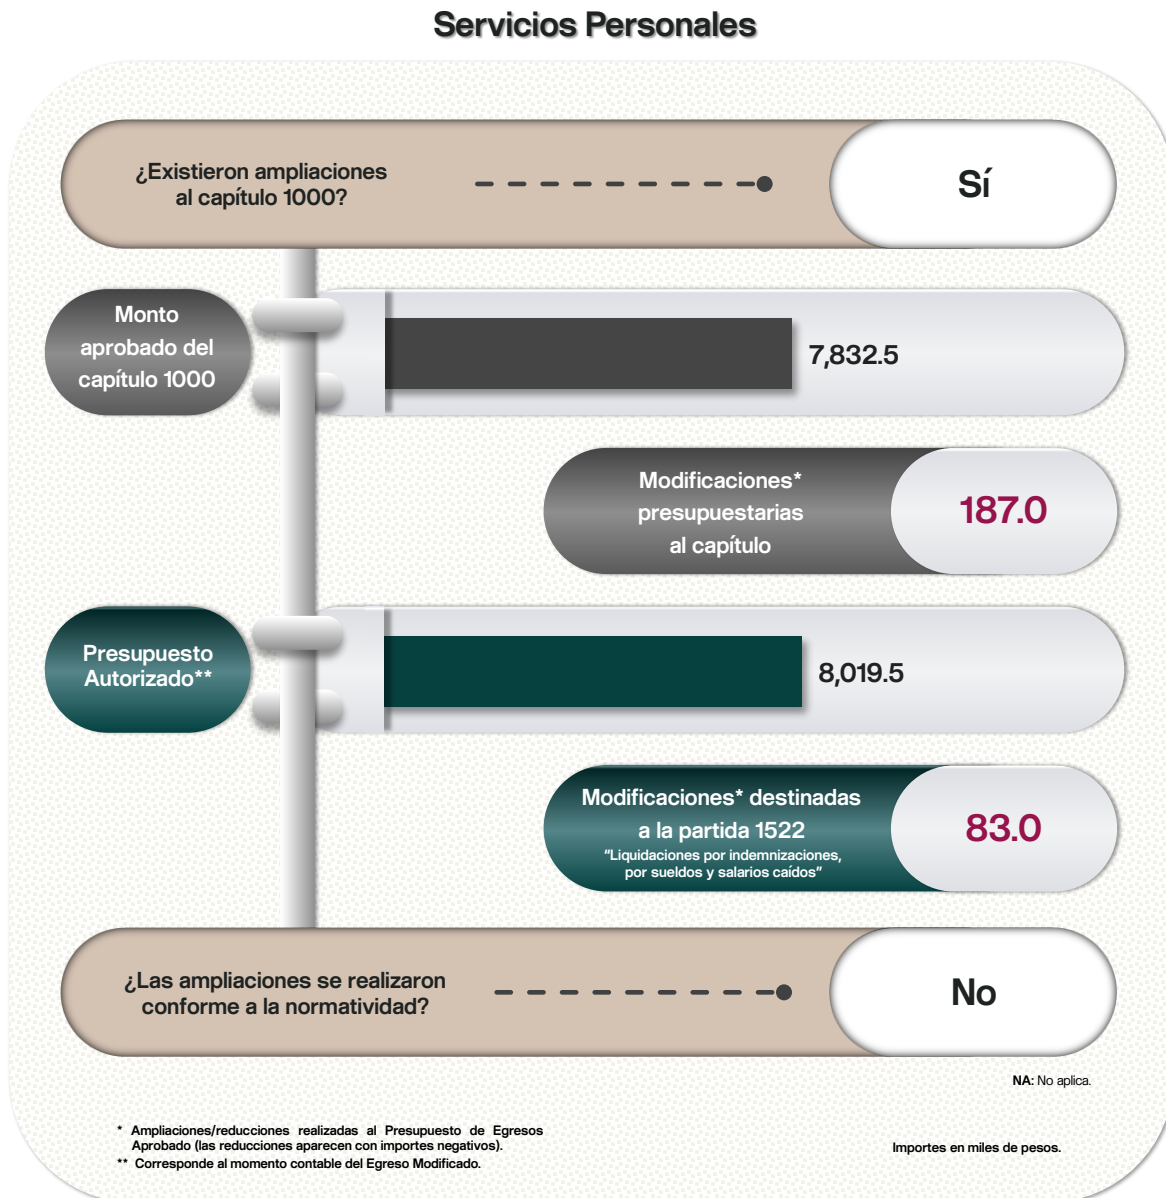 Servicios Personales
¿Existieron ampliaciones
al capítulo 1000?
Sí
Monto
aprobado del
capítulo 1000
7,832.5
Modificaciones*
presupuestarias
al capítulo
187.0
Presupuesto
Autorizado**
8,019.5
Modificaciones* destinadas
a la partida 1522
"Liquidaciones por indemnizaciones,
por sueldos y salarios caídos"
83.0
¿Las ampliaciones se realizaron
conforme a la normatividad?
No
NA: No aplica.
* Ampliaciones/reducciones realizadas al Presupuesto de Egresos
Aprobado (las reducciones aparecen con importes negativos).
** Corresponde al momento contable del Egreso Modificado.
Importes en miles de pesos.